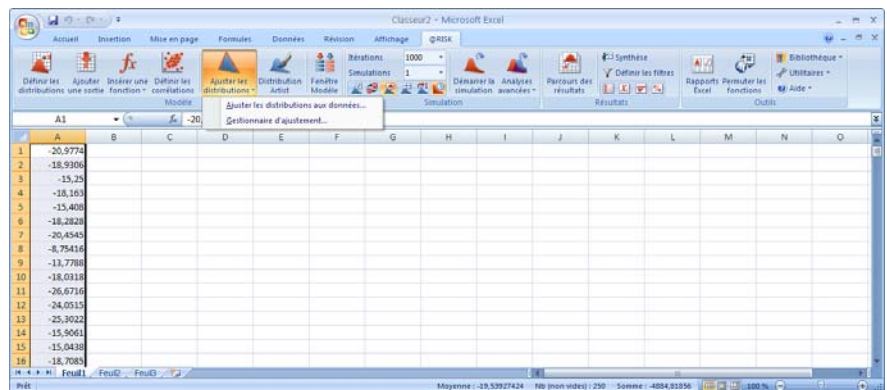 Classeur2 - Microsoft Excel
Accueil Insertion Mise en page Formules Données Révision Affichage @RISK
Définir les distributions
Ajouter une sortie
Insérer une fonction
Définir les corrélations
Ajuster les distributions
Distribution Artist
Fenêtre Modèle
Itérations 1000
Simulations 1
Démarrer la simulation
Analyses avancées
Parcours des résultats
Synthèse
Définir les filtres
Rapports Excel
Permuter les fonctions
Bibliothèque
Utilitaires
Aide
Modèle Simulation Résultats Outils
Ajuster les distributions aux données...
Gestionnaire d'ajustement...
A1 fx -20,
A B C D E F G H I J K L M N O
1 -20,9774
2 -18,9306
3 -15,25
4 -18,163
5 -15,408
6 -18,2828
7 -20,4545
8 -8,75416
9 -13,7788
10 -18,0318
11 -26,6716
12 -24,0515
13 -25,3022
14 -15,9061
15 -15,0438
16 -18,7085
Feuil1 Feuil2 Feuil3
Prêt Moyenne : -19,53927424 Nb (non vides) : 250 Somme : -4884,81856 100 %